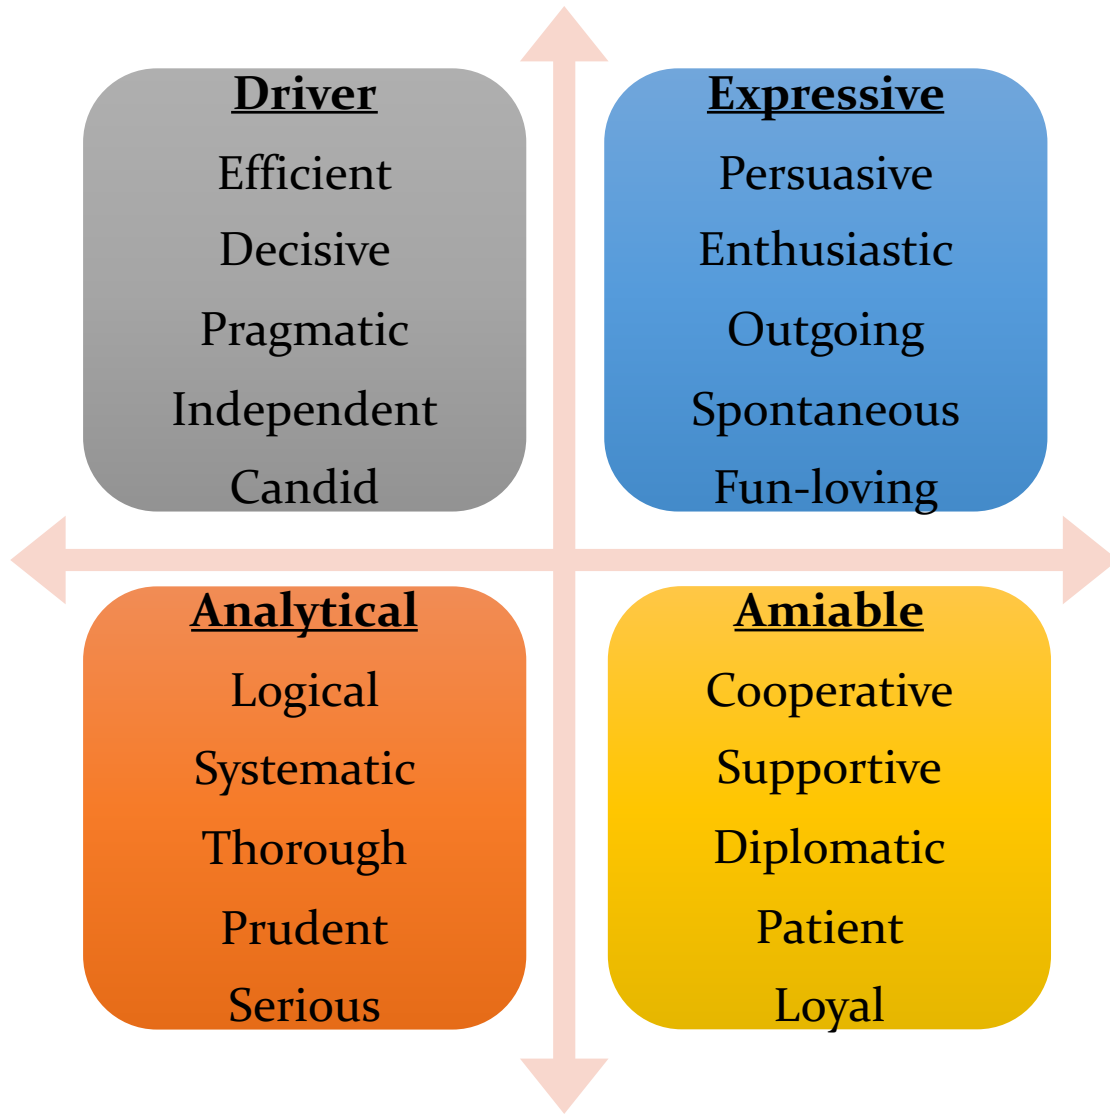 Driver
Efficient
Decisive
Pragmatic
Independent
Candid
Expressive
Persuasive
Enthusiastic
Outgoing
Spontaneous
Fun-loving
Analytical
Logical
Systematic
Thorough
Prudent
Serious
Amiable
Cooperative
Supportive
Diplomatic
Patient
Loyal